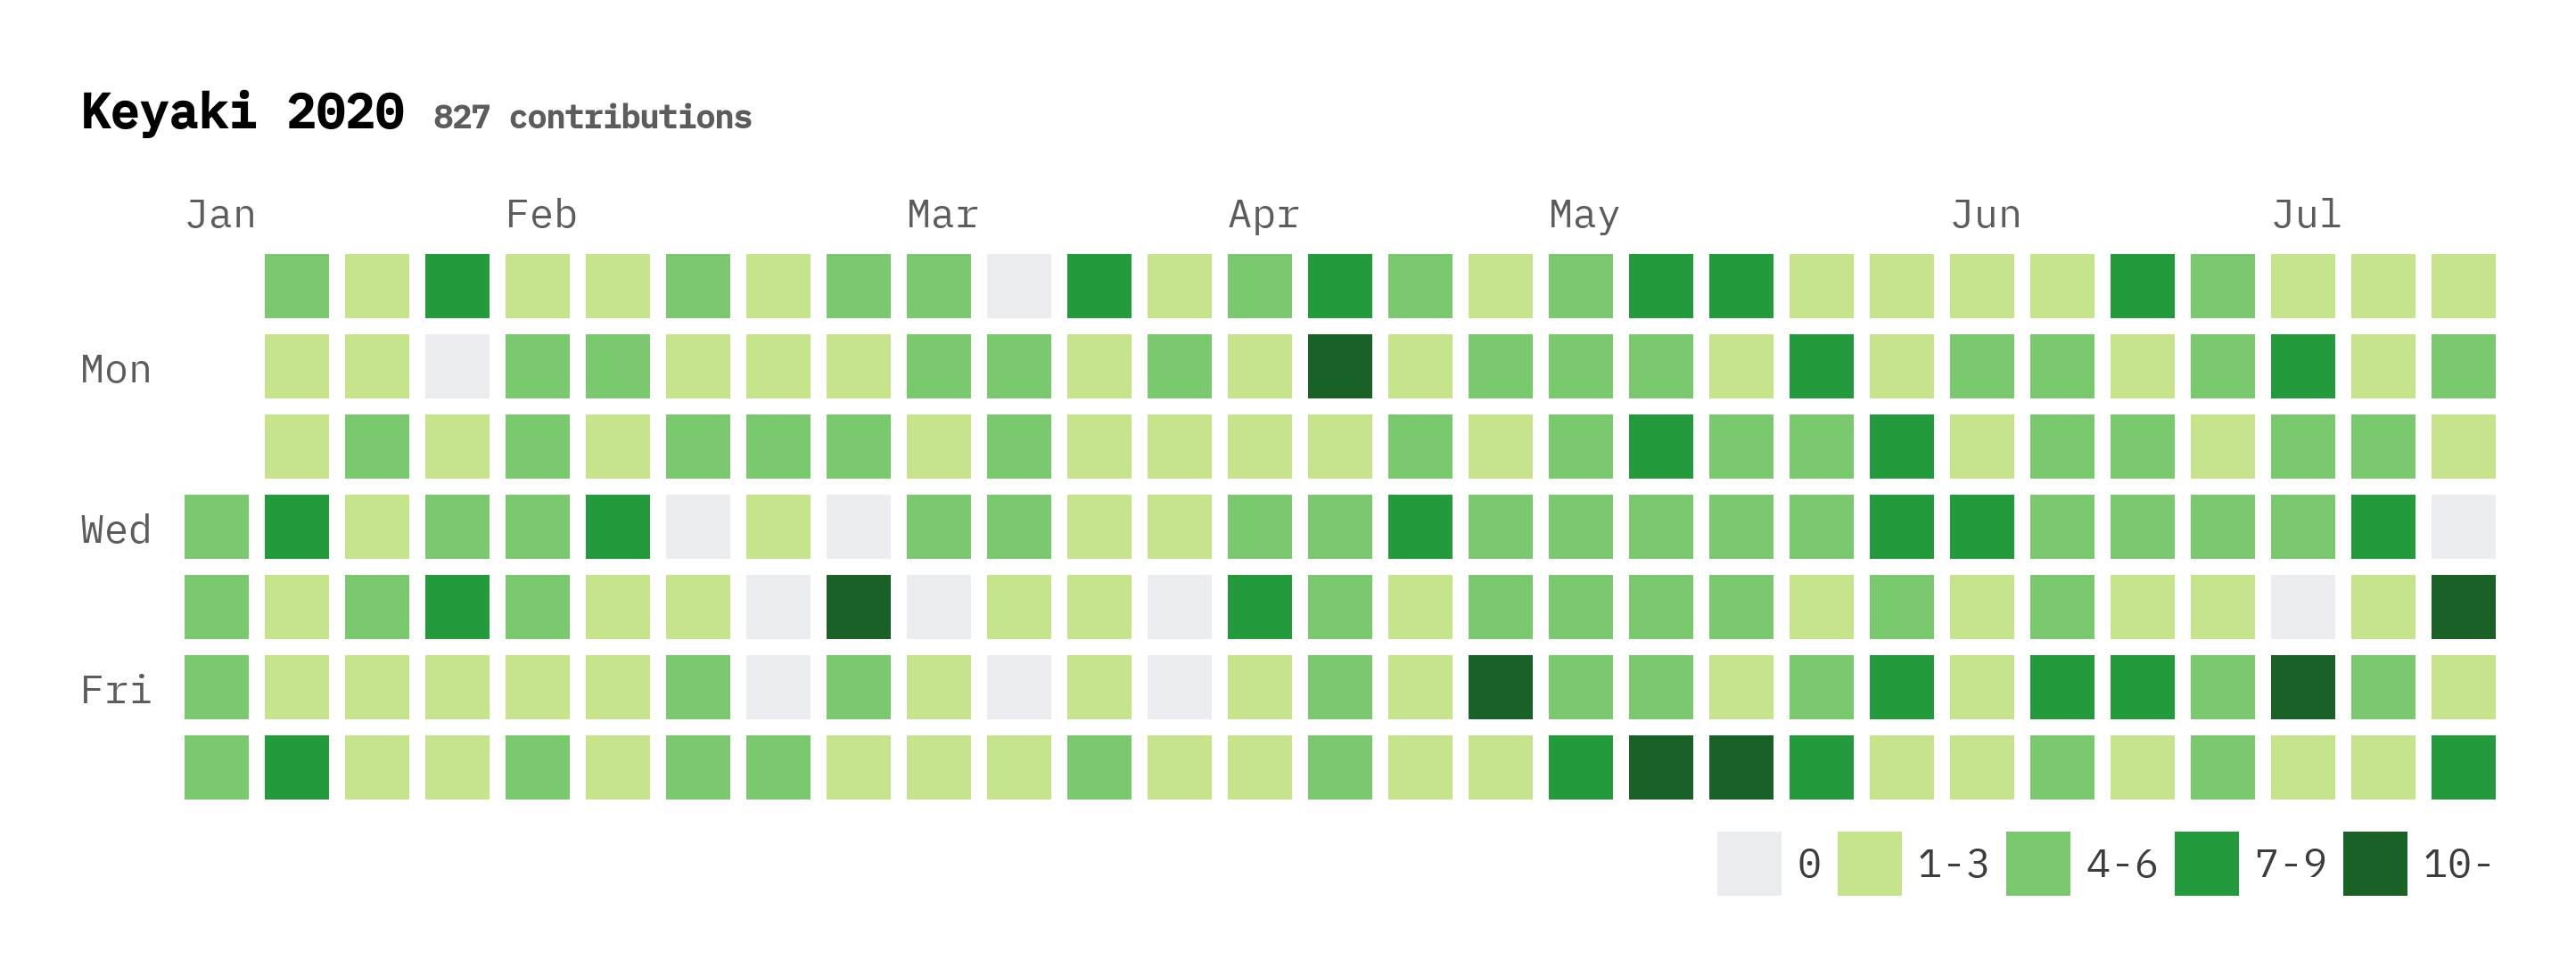 Keyaki 2020 827 contributions
Jan Feb Mar Apr May Jun Jul
Mon
Wed
Fri
0 1-3 4-6 7-9 10-